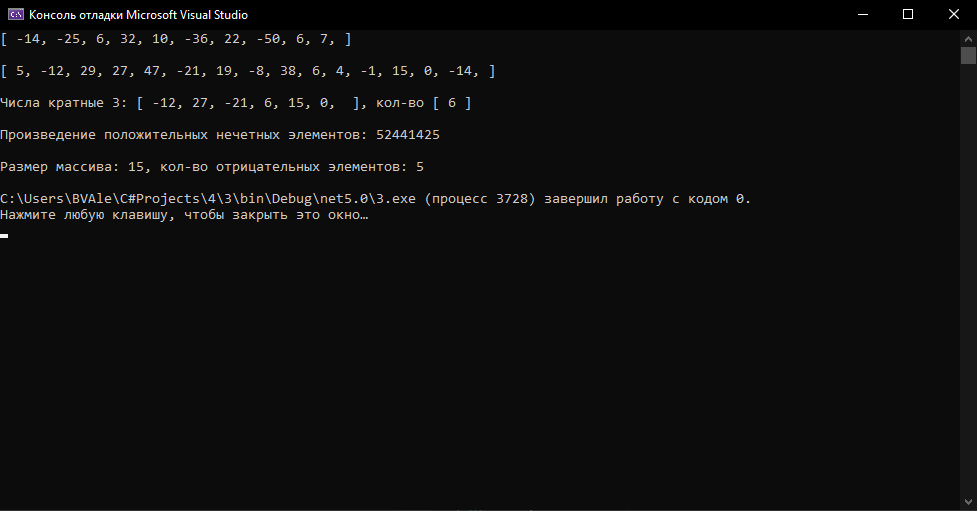 Консоль отладки Microsoft Visual Studio
[ -14, -25, 6, 32, 10, -36, 22, -50, 6, 7, ]
[ 5, -12, 29, 27, 47, -21, 19, -8, 38, 6, 4, -1, 15, 0, -14, ]
Числа кратные 3: [ -12, 27, -21, 6, 15, 0,  ], кол-во [ 6 ]
Произведение положительных нечетных элементов: 52441425
Размер массива: 15, кол-во отрицательных элементов: 5
C:\Users\BVAle\C#Projects\4\3\bin\Debug\net5.0\3.exe (процесс 3728) завершил работу с кодом 0.
Нажмите любую клавишу, чтобы закрыть это окно…